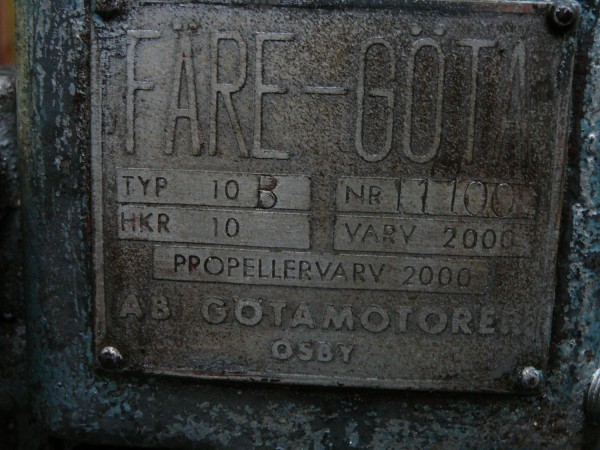 FÄRE-GÖTA
TYP 10 B NR 11100
HKR 10 VARV 2000
PROPELLERVARV 2000
AB GÖTAMOTORER
OSBY